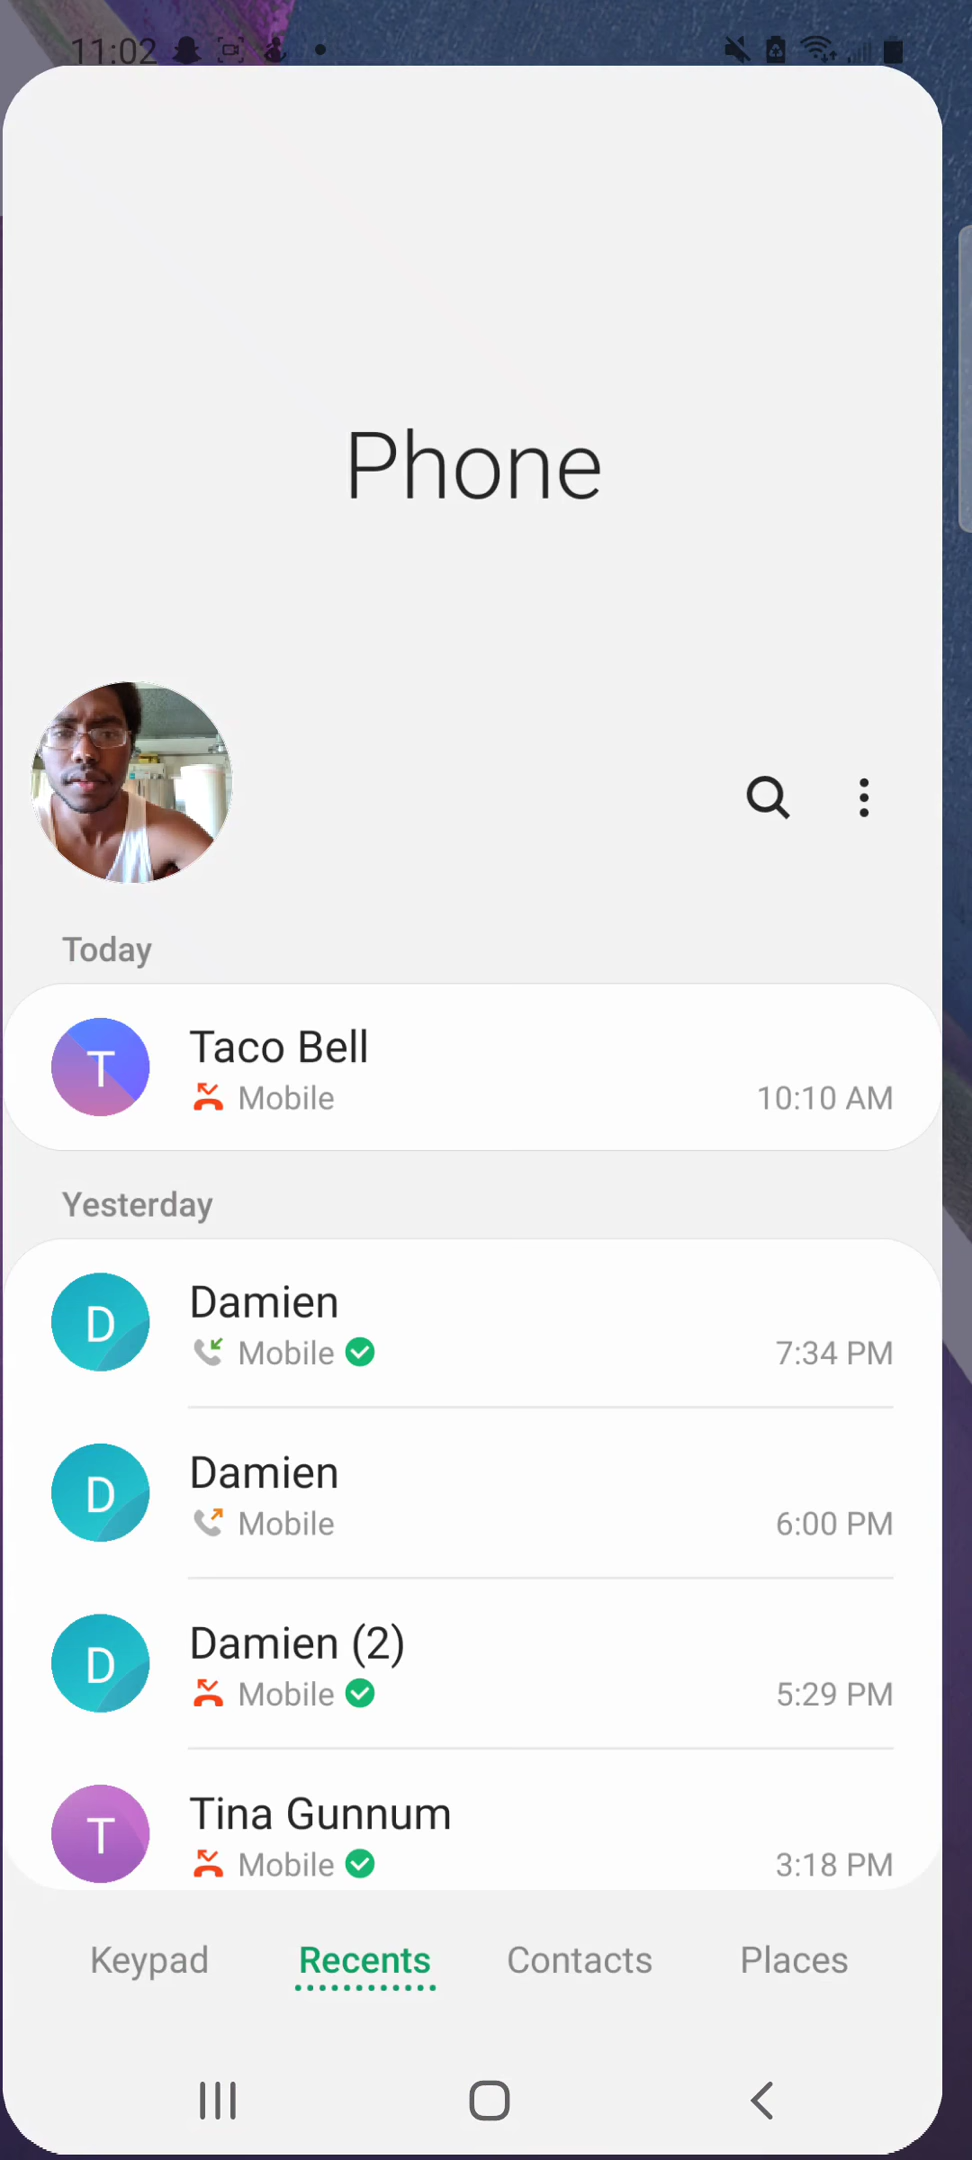 11:02
Phone
Today
T
Taco Bell
Mobile
10:10 AM
Yesterday
D
Damien
Mobile
7:34 PM
D
Damien
Mobile
6:00 PM
D
Damien (2)
Mobile
5:29 PM
T
Tina Gunnum
Mobile
3:18 PM
Keypad Recents Contacts Places